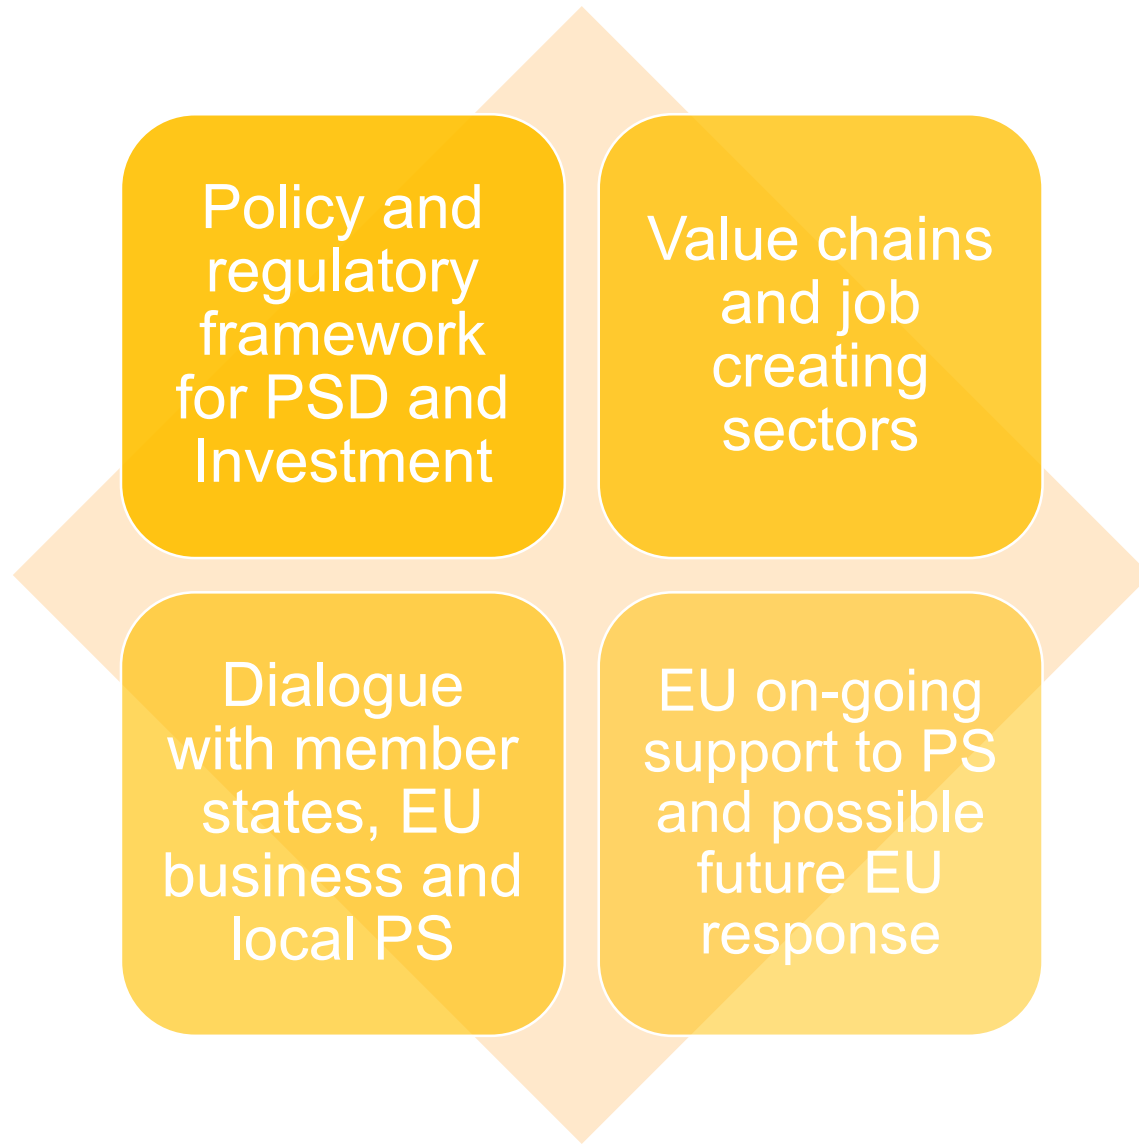 Policy and
regulatory
framework
for PSD and
Investment
Value chains
and job
creating
sectors
Dialogue
with member
states, EU
business and
local PS
EU on-going
support to PS
and possible
future EU
response